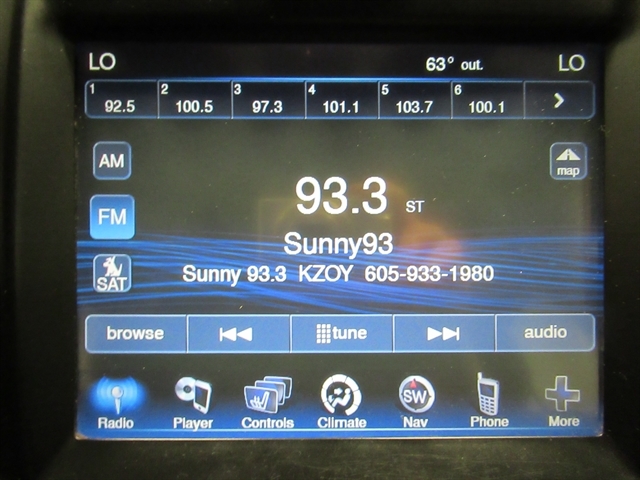 LO 63° out. LO
1 92.5 2 100.5 3 97.3 4 101.1 5 103.7 6 100.1
AM
map
93.3 ST
FM
Sunny93
SAT
Sunny 93.3 KZOY 605-933-1980
browse tune audio
SW
Radio Player Controls Climate Nav Phone More